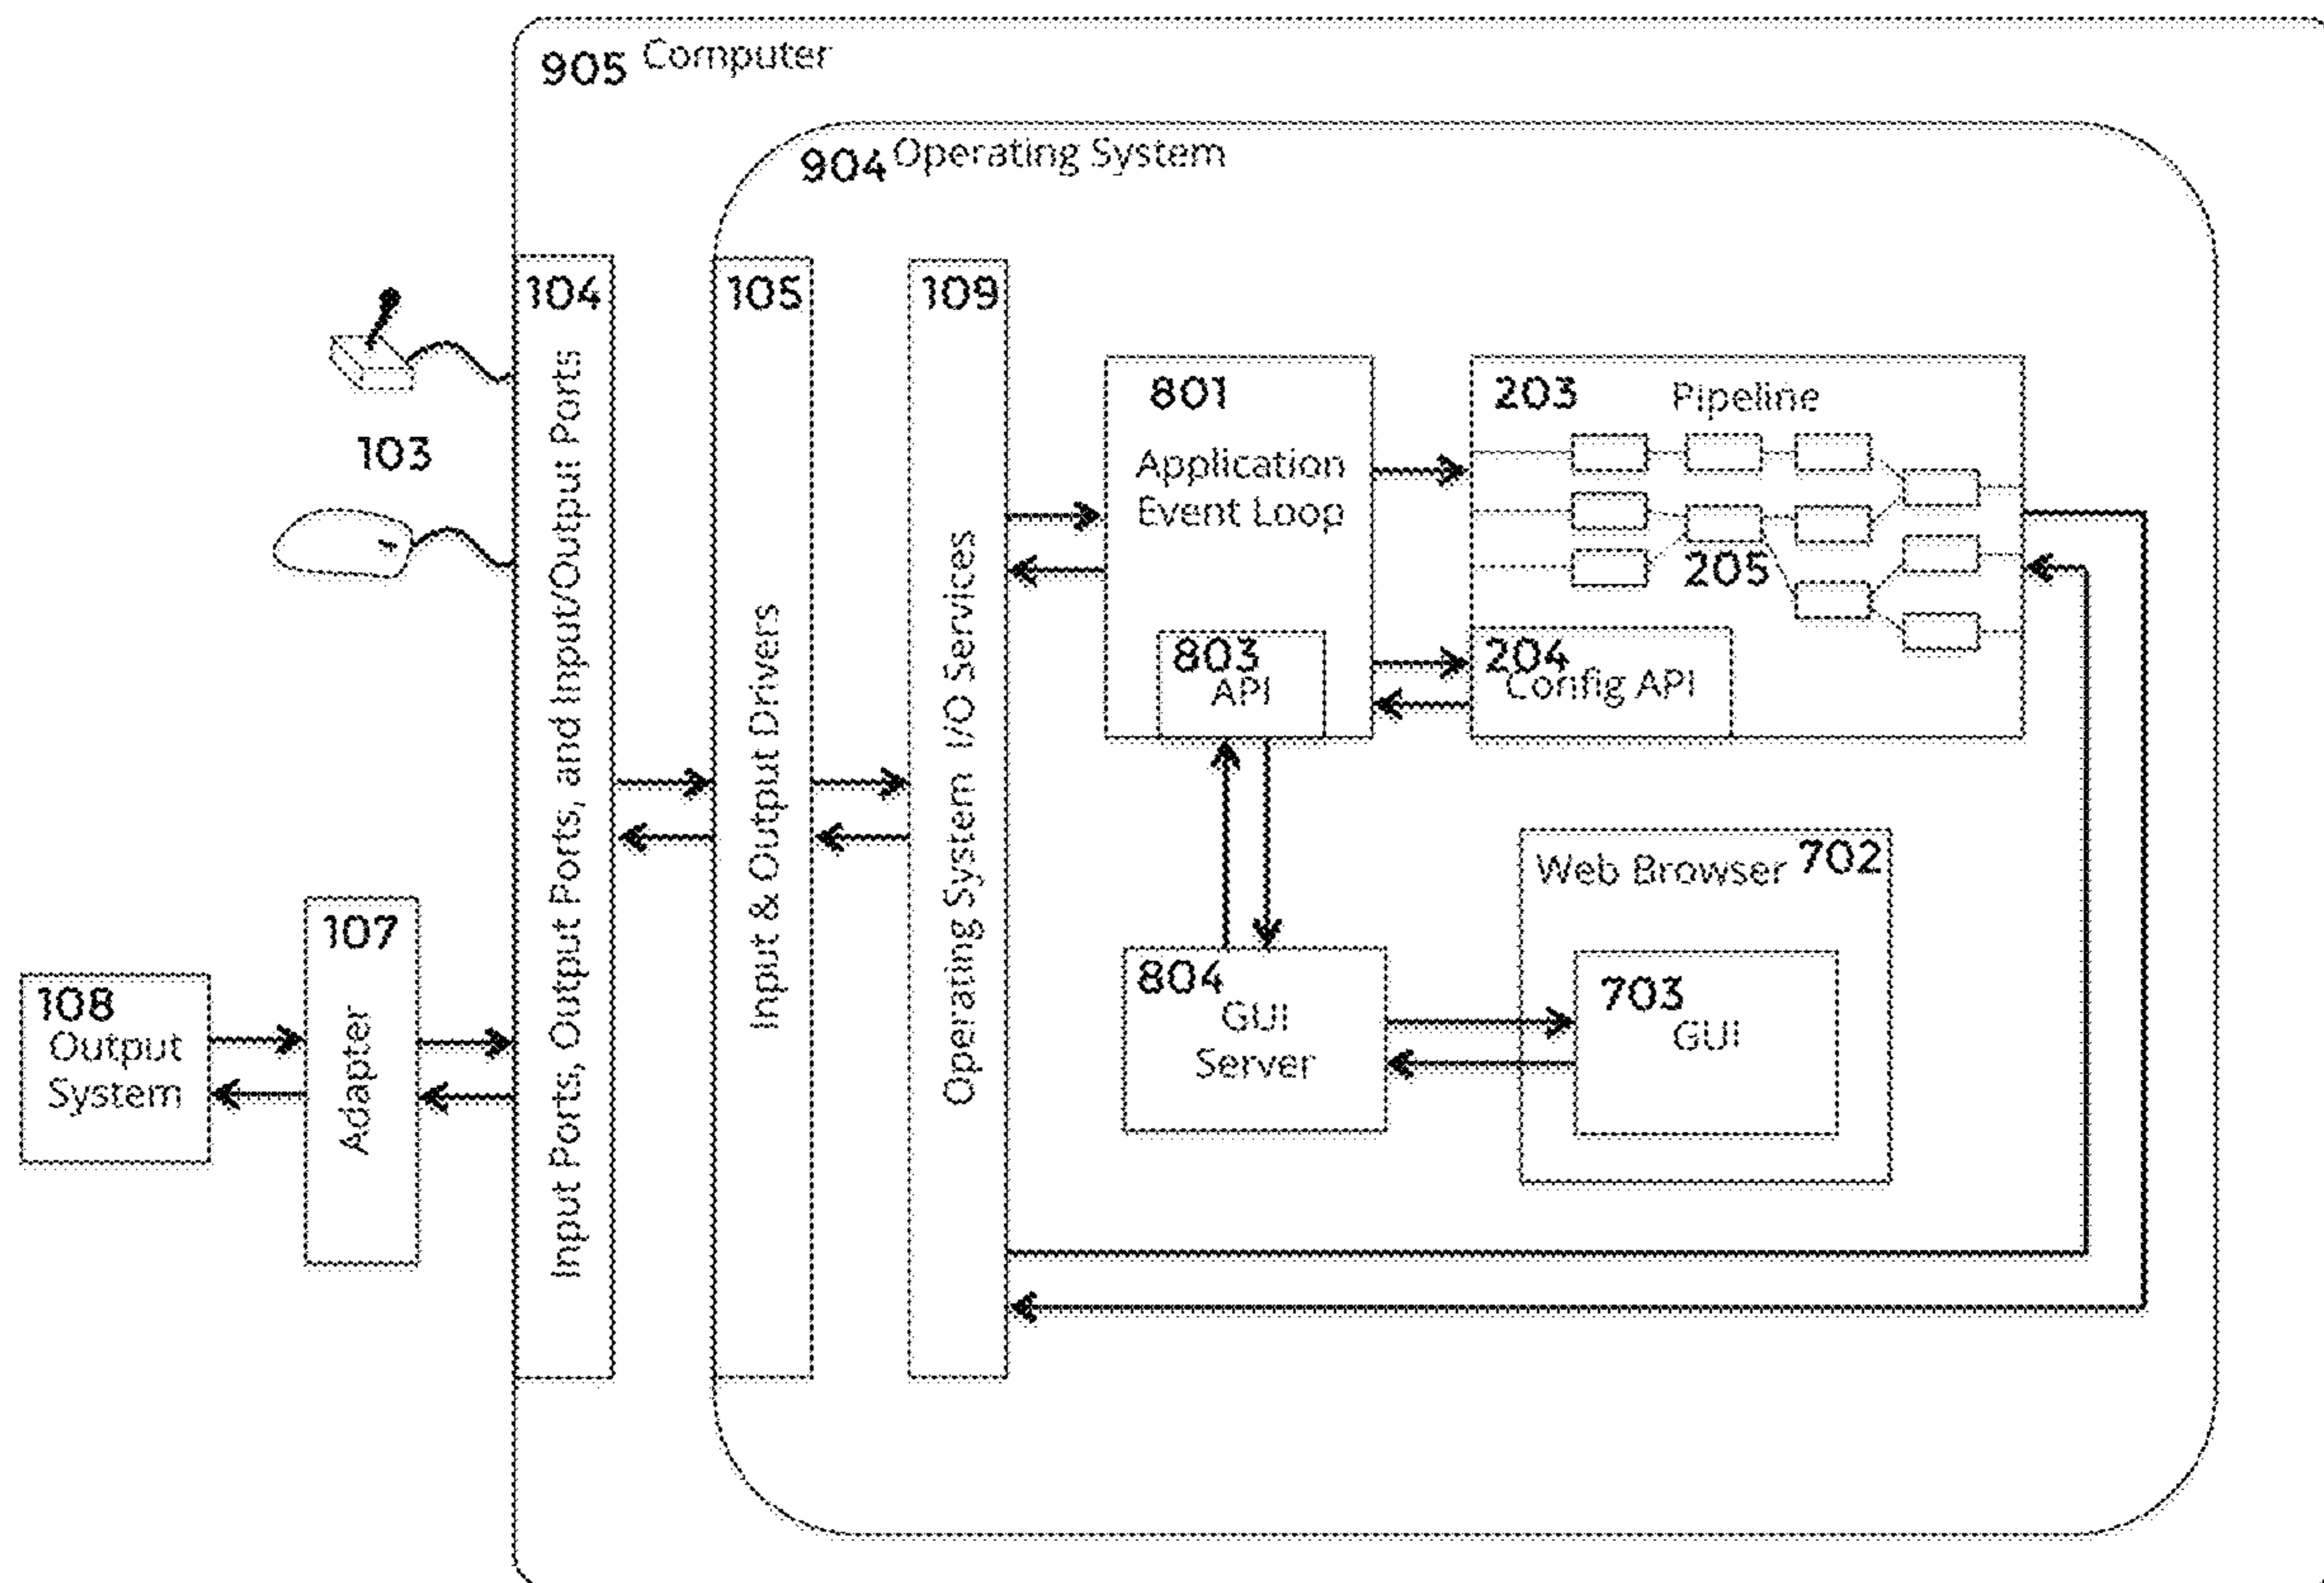 905 Computer
904 Operating System
104
Input Ports, Output Ports, and Input/Output Ports
105
Input & Output Drivers
109
Operating System I/O Services
103
801
Application
Event Loop
803
API
203 Pipeline
205
204
Config API
107
Adapter
108
Output
System
804
GUI
Server
Web Browser 702
703
GUI